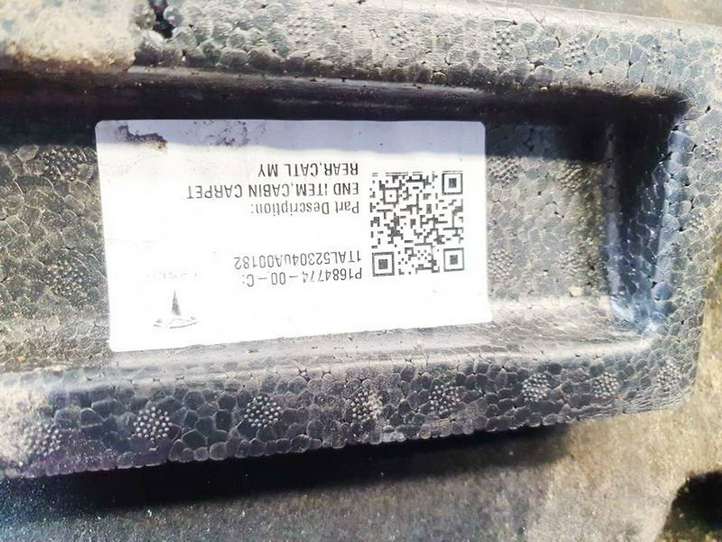 P1684774-00-C:
1TAL52304UA00182
Part Description:
END ITEM,CABIN CARPET
REAR,CATL MY